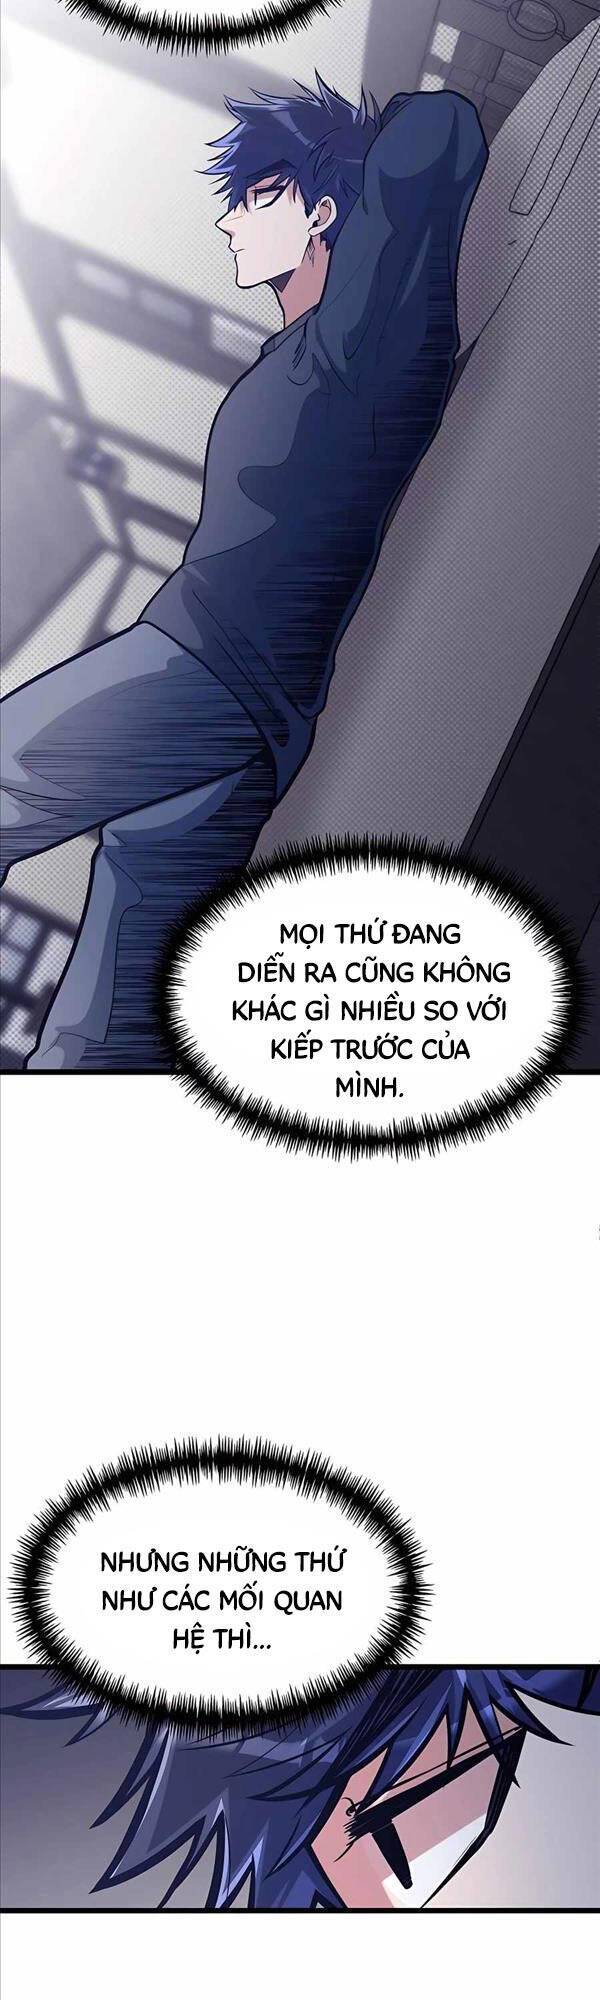 MỌI THỨ ĐANG
DIỄN RA CŨNG KHÔNG
KHÁC GÌ NHIỀU SO VỚI
KIẾP TRƯỚC CỦA
MÌNH.
NHƯNG NHỮNG THỨ
NHƯ CÁC MỐI QUAN
HỆ THÌ...